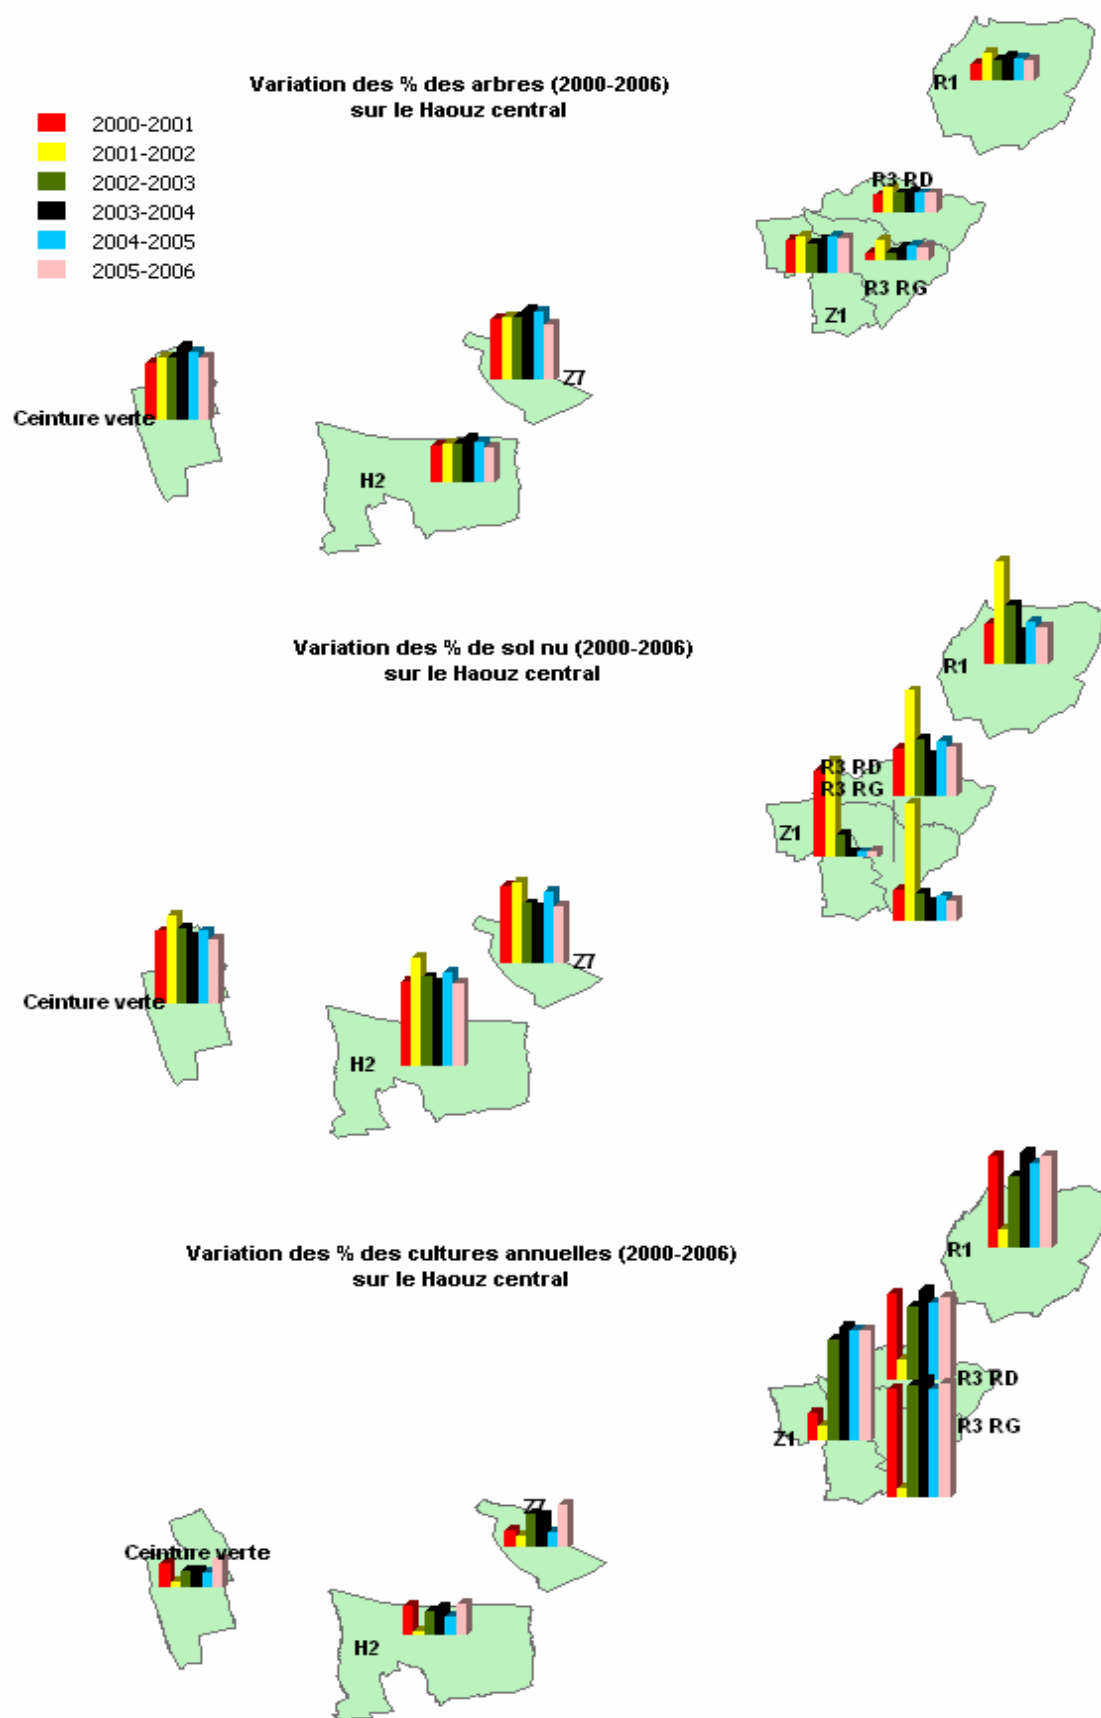 Variation des % des arbres (2000-2006)
sur le Haouz central
2000-2001
2001-2002
2002-2003
2003-2004
2004-2005
2005-2006
R1
R3 RD
R3 RG
Z1
Z7
Ceinture verte
H2
Variation des % de sol nu (2000-2006)
sur le Haouz central
R1
R3 RD
R3 RG
Z1
Z7
Ceinture verte
H2
Variation des % des cultures annuelles (2000-2006)
sur le Haouz central
R1
R3 RD
R3 RG
Z1
Z7
Ceinture verte
H2